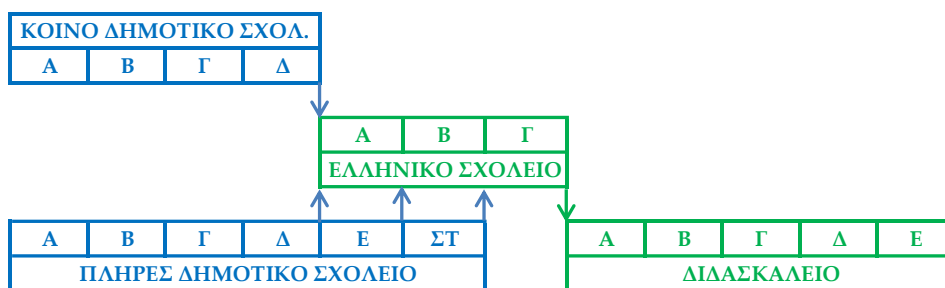 ΚΟΙΝΟ ΔΗΜΟΤΙΚΟ ΣΧΟΛ.
Α Β Γ Δ
Α Β Γ
ΕΛΛΗΝΙΚΟ ΣΧΟΛΕΙΟ
Α Β Γ Δ Ε ΣΤ Α Β Γ Δ Ε
ΠΛΗΡΕΣ ΔΗΜΟΤΙΚΟ ΣΧΟΛΕΙΟ ΔΙΔΑΣΚΑΛΕΙΟ